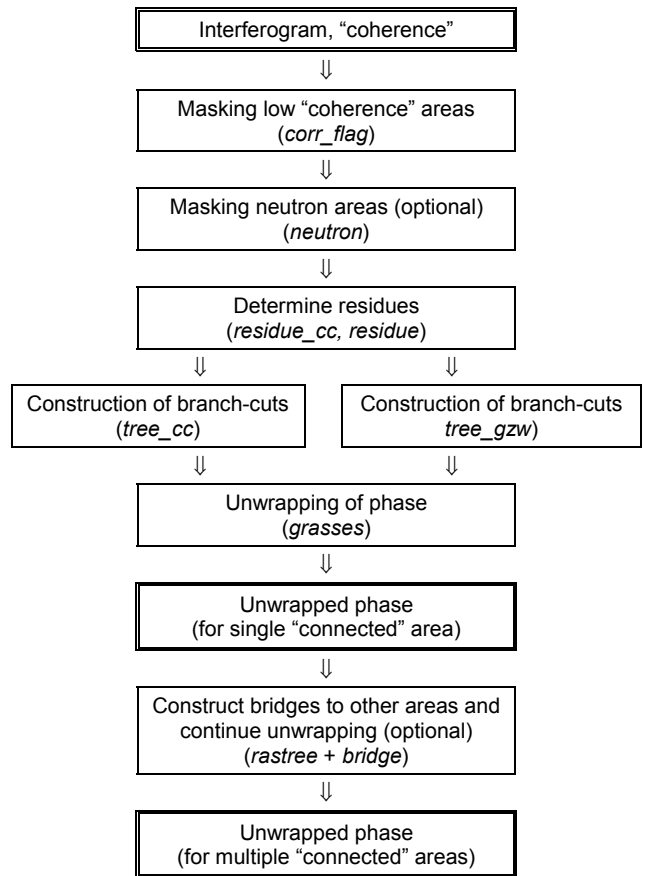 Interferogram, “coherence”
⇓
Masking low “coherence” areas
(corr_flag)
⇓
Masking neutron areas (optional)
(neutron)
⇓
Determine residues
(residue_cc, residue)
⇓ ⇓
Construction of branch-cuts
(tree_cc)
Construction of branch-cuts
tree_gzw)
⇓ ⇓
Unwrapping of phase
(grasses)
⇓
Unwrapped phase
(for single “connected” area)
⇓
Construct bridges to other areas and
continue unwrapping (optional)
(rastree + bridge)
⇓
Unwrapped phase
(for multiple “connected” areas)